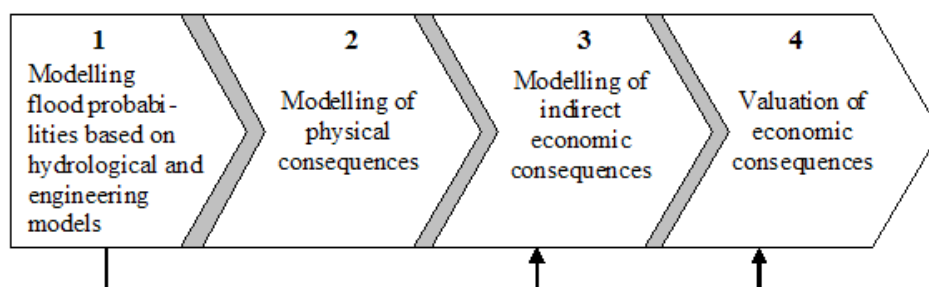 1
Modelling
flood probabi-
lities based on
hydrological and
engineering
models
2
Modelling of
physical
consequences
3
Modelling of
indirect
economic
consequences
4
Valuation of
economic
consequences